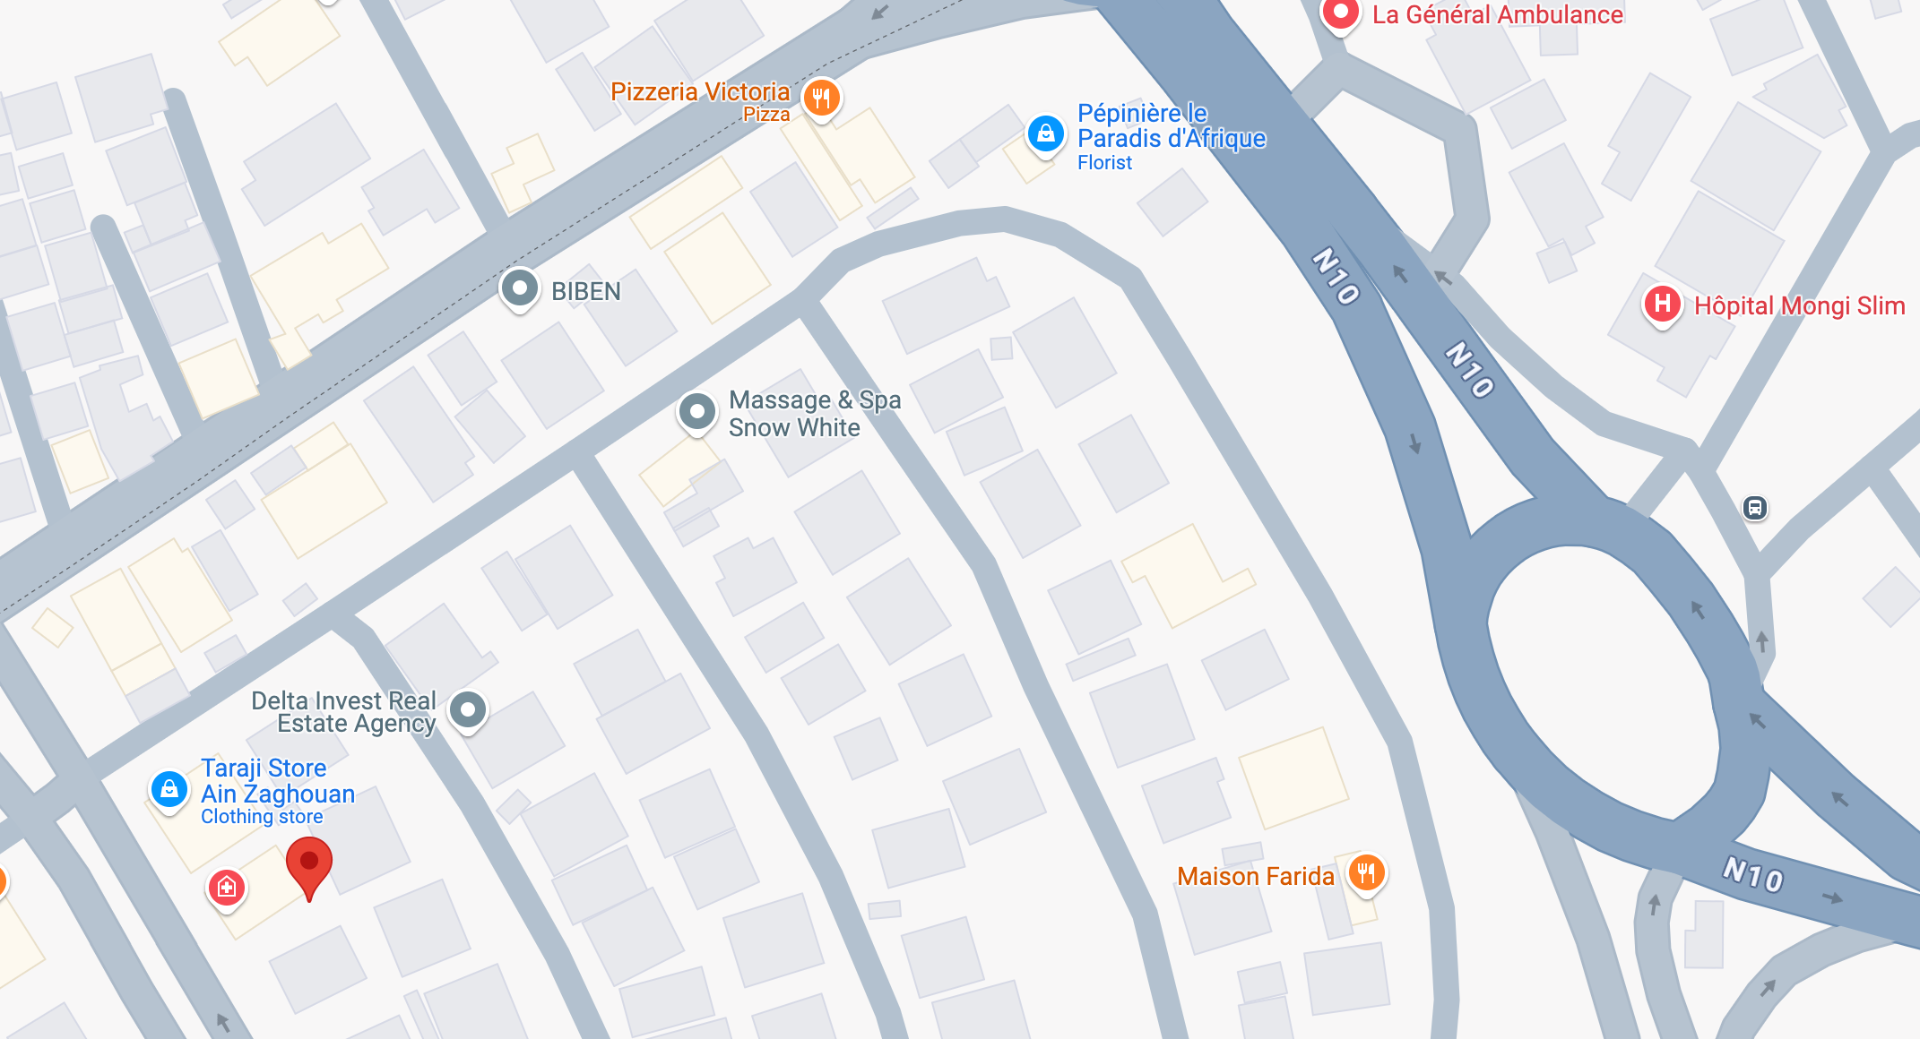 La Général Ambulance
Pizzeria Victoria
Pizza
Pépinière le
Paradis d'Afrique
Florist
BIBEN
N10
N10
H
Hôpital Mongi Slim
Massage & Spa
Snow White
Delta Invest Real
Estate Agency
Taraji Store
Ain Zaghouan
Clothing store
Maison Farida
N10